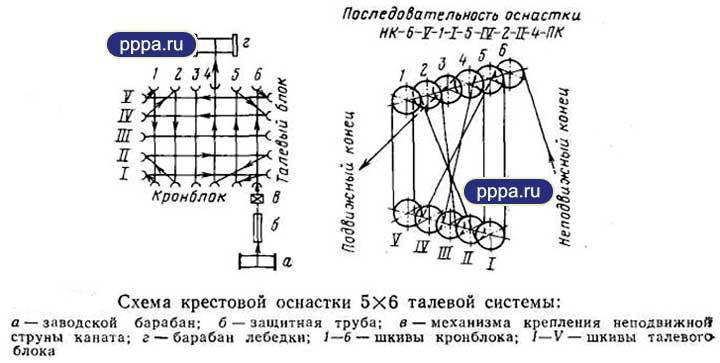 Последовательность оснастки
НК-6-V-1-I-5-IV-2-II-4-ПК
pppa.ru
г
1 2 3 4 5 6
V
IV
III
II
I
Талевый блок
Кронблок
в
б
а
1 2 3 4 5 6
Подвижный конец
Неподвижный конец
pppa.ru
V IV III II I
Схема крестовой оснастки 5×6 талевой системы:
а — заводской барабан; б — защитная труба; в — механизма крепления неподвижной
струны каната; г — барабан лебедки; 1—6 — шкивы кронблока; I—V — шкивы талевого
блока